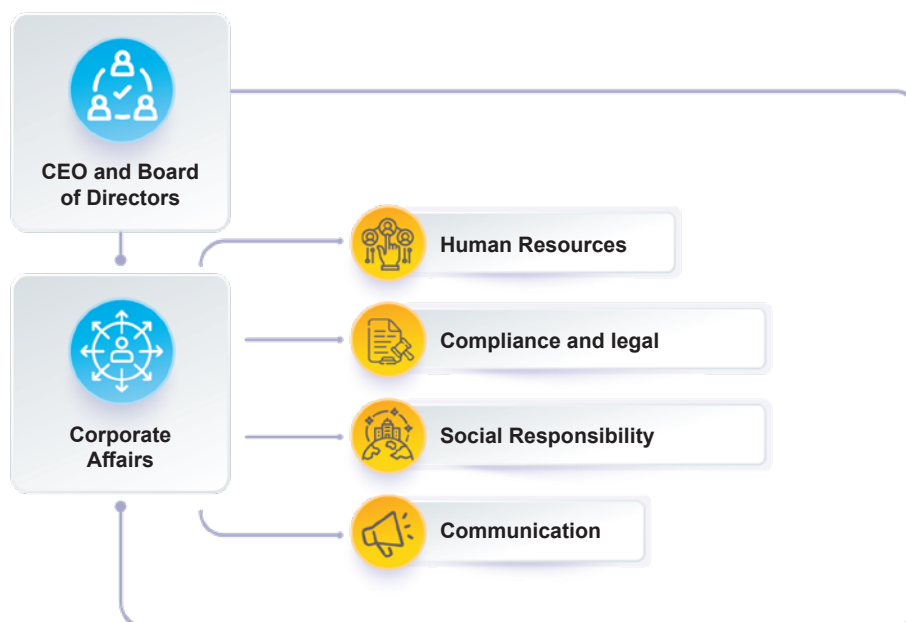 CEO and Board
of Directors
Human Resources
Compliance and legal
Corporate
Affairs
Social Responsibility
Communication